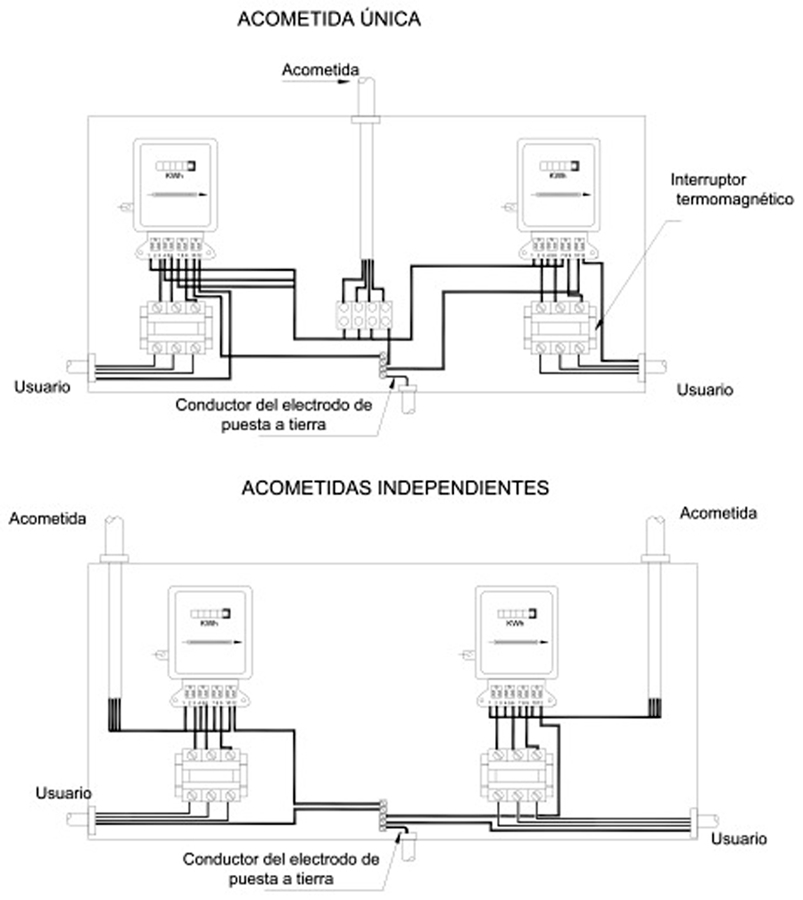 ACOMETIDA ÚNICA
Acometida
KWh
KWh
Interruptor
termomagnético
Usuario
Usuario
Conductor del electrodo de
puesta a tierra
ACOMETIDAS INDEPENDIENTES
Acometida
Acometida
KWh
KWh
Usuario
Usuario
Conductor del electrodo de
puesta a tierra